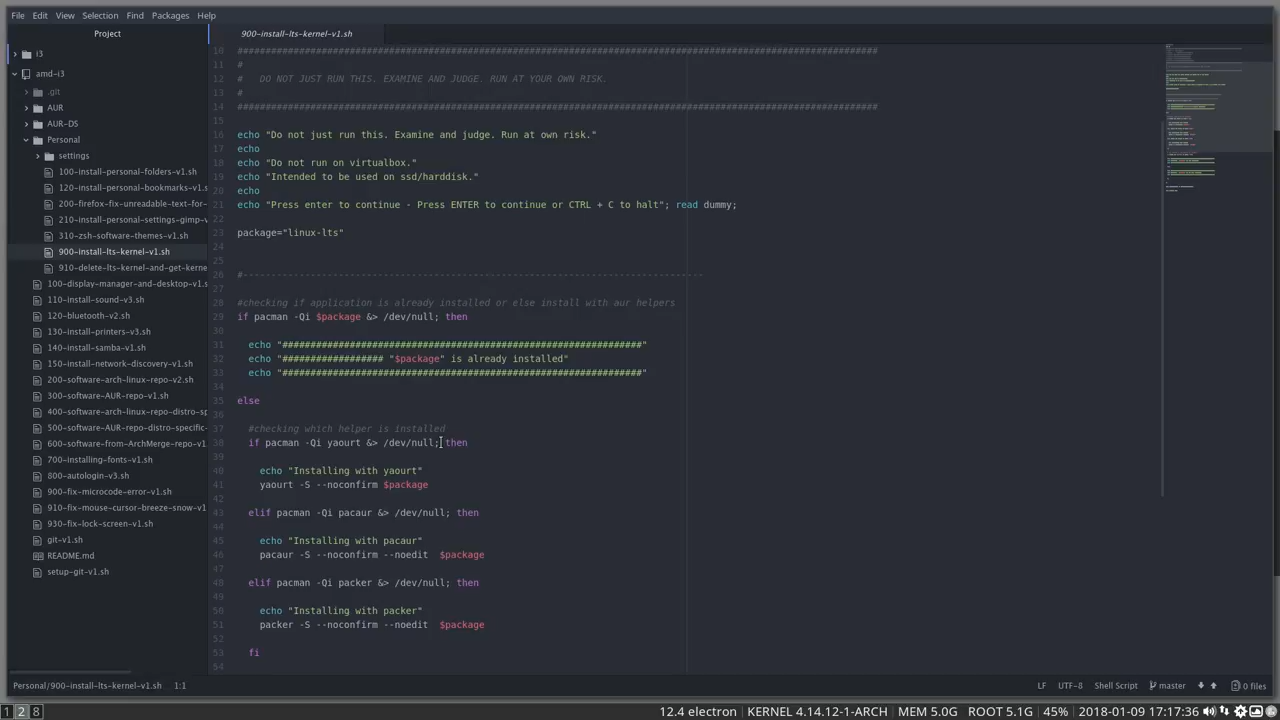 File Edit View Selection Find Packages Help
Project
900-install-lts-kernel-v1.sh
i3
amd-i3
.git
AUR
AUR-DS
Personal
settings
100-install-personal-folders-v1.sh
120-install-personal-bookmarks-v1.s
200-firefox-fix-unreadable-text-for-
210-install-personal-settings-gimp-v
310-zsh-software-themes-v1.sh
900-install-lts-kernel-v1.sh
910-delete-lts-kernel-and-get-kerne
100-display-manager-and-desktop-v1.
110-install-sound-v3.sh
120-bluetooth-v2.sh
130-install-printers-v3.sh
140-install-samba-v1.sh
150-install-network-discovery-v1.sh
200-software-arch-linux-repo-v2.sh
300-software-AUR-repo-v1.sh
400-software-arch-linux-repo-distro-sp
500-software-AUR-repo-distro-specific-
600-software-from-ArchMerge-repo-v1.
700-installing-fonts-v1.sh
800-autologin-v3.sh
900-fix-microcode-error-v1.sh
910-fix-mouse-cursor-breeze-snow-v1
930-fix-lock-screen-v1.sh
git-v1.sh
README.md
setup-git-v1.sh
10 ##################################################################################################################
11 #
12 #   DO NOT JUST RUN THIS. EXAMINE AND JUDGE. RUN AT YOUR OWN RISK.
13 #
14 ##################################################################################################################
15
16 echo "Do not just run this. Examine and judge. Run at own risk."
17 echo
18 echo "Do not run on virtualbox."
19 echo "Intended to be used on ssd/harddisk."
20 echo
21 echo "Press enter to continue - Press ENTER to continue or CTRL + C to halt"; read dummy;
22
23 package="linux-lts"
24
25
26 #----------------------------------------------------------------------------------
27
28 #checking if application is already installed or else install with aur helpers
29 if pacman -Qi $package &> /dev/null; then
30
31 echo "################################################################"
32 echo "################## "$package" is already installed"
33 echo "################################################################"
34
35 else
36
37 #checking which helper is installed
38 if pacman -Qi yaourt &> /dev/null; then
39
40 echo "Installing with yaourt"
41 yaourt -S --noconfirm $package
42
43 elif pacman -Qi pacaur &> /dev/null; then
44
45 echo "Installing with pacaur"
46 pacaur -S --noconfirm --noedit  $package
47
48 elif pacman -Qi packer &> /dev/null; then
49
50 echo "Installing with packer"
51 packer -S --noconfirm --noedit  $package
52
53 fi
54
Personal/900-install-lts-kernel-v1.sh 1:1 LF UTF-8 Shell Script master 0 files
1 2 8 12.4 electron KERNEL 4.14.12-1-ARCH MEM 5.0G ROOT 5.1G 45% 2018-01-09 17:17:36